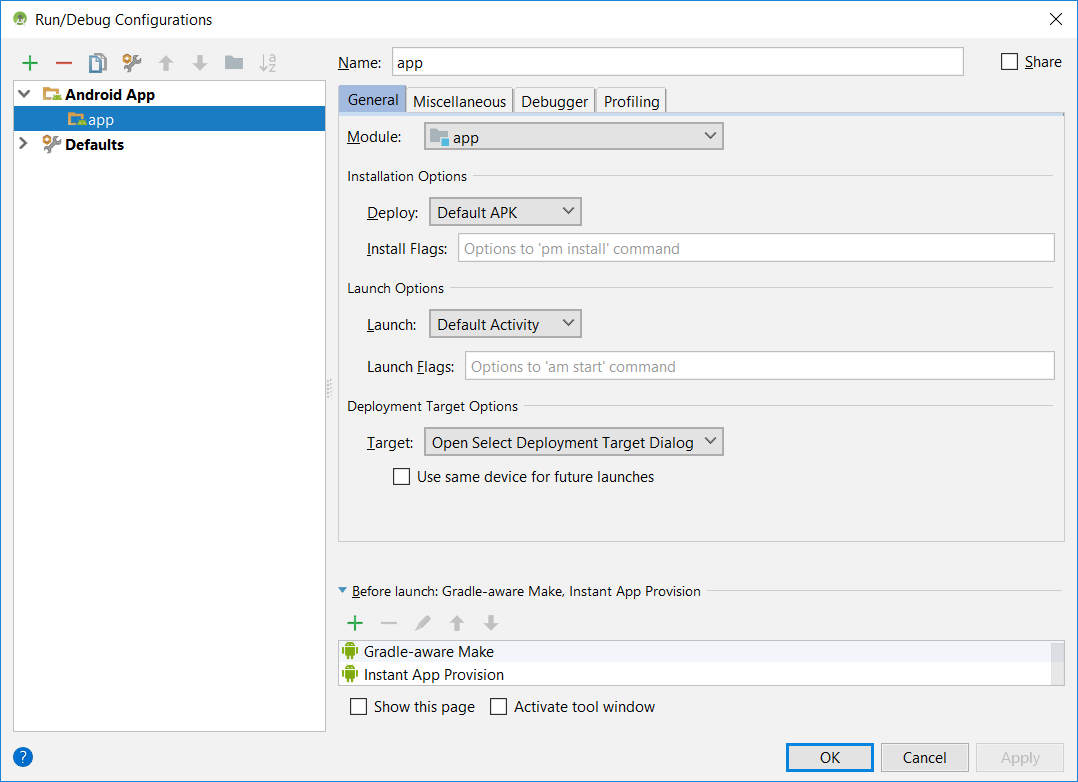 Run/Debug Configurations
Name: app
Share
Android App
app
Defaults
General Miscellaneous Debugger Profiling
Module: app
Installation Options
Deploy: Default APK
Install Flags: Options to 'pm install' command
Launch Options
Launch: Default Activity
Launch Flags: Options to 'am start' command
Deployment Target Options
Target: Open Select Deployment Target Dialog
Use same device for future launches
Before launch: Gradle-aware Make, Instant App Provision
Gradle-aware Make
Instant App Provision
Show this page Activate tool window
? OK Cancel Apply